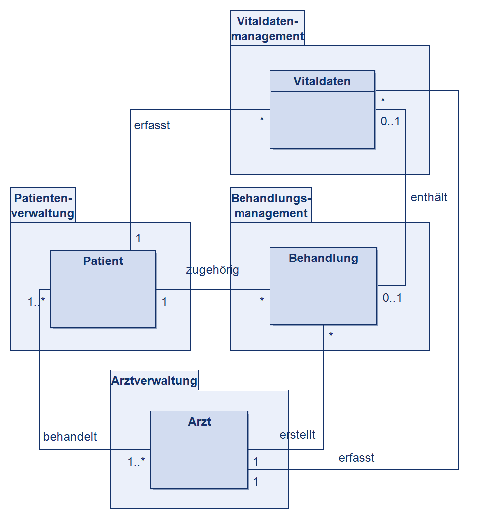 Vitaldaten-
management
Vitaldaten
*
erfasst
*
0..1
enthält
Patienten-
verwaltung
Behandlungs-
management
1
Patient
Behandlung
zugehörig
1..*
1
*
0..1
*
Arztverwaltung
Arzt
behandelt
erstellt
1..*
1
erfasst
1